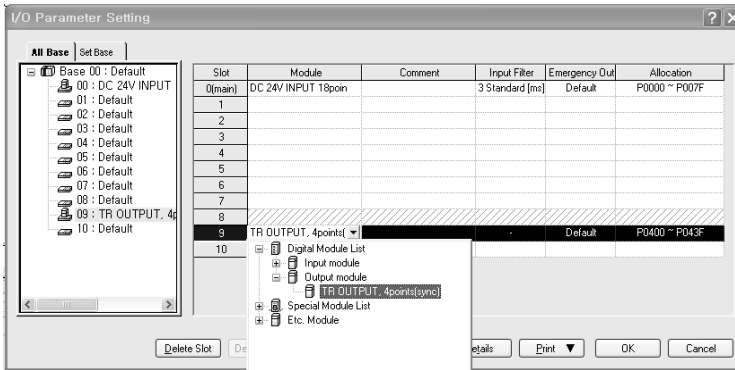 I/O Parameter Setting
All Base Set Base
Base 00 : Default
00 : DC 24V INPUT
01 : Default
02 : Default
03 : Default
04 : Default
05 : Default
06 : Default
07 : Default
08 : Default
09 : TR OUTPUT, 4p
10 : Default
Slot Module Comment Input Filter Emergency Out Allocation
0(main) DC 24V INPUT 18poin 3 Standard [ms] Default P0000 ~ P007F
1
2
3
4
5
6
7
8
9 TR OUTPUT, 4points( - Default P0400 ~ P043F
10
Digital Module List
Input module
Output module
TR OUTPUT, 4points(sync)
Special Module List
Etc. Module
Delete Slot De etails Print ▼ OK Cancel